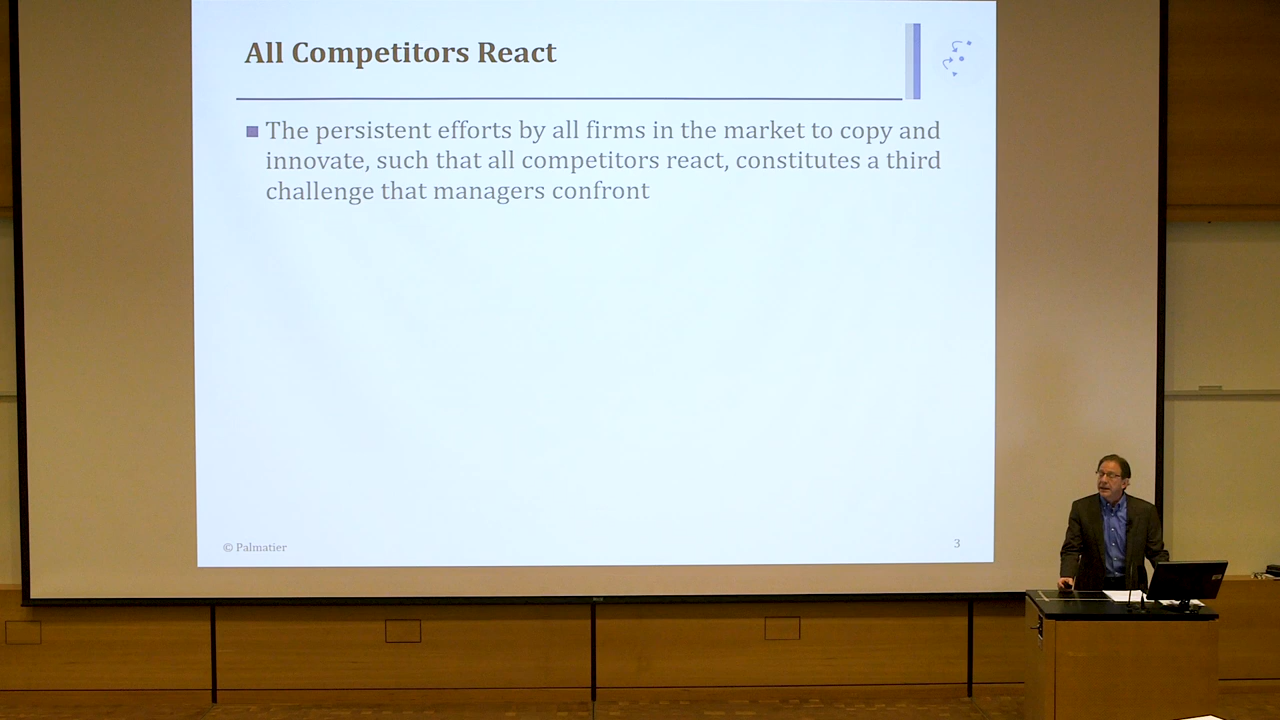 All Competitors React
The persistent efforts by all firms in the market to copy and
innovate, such that all competitors react, constitutes a third
challenge that managers confront
© Palmatier
3